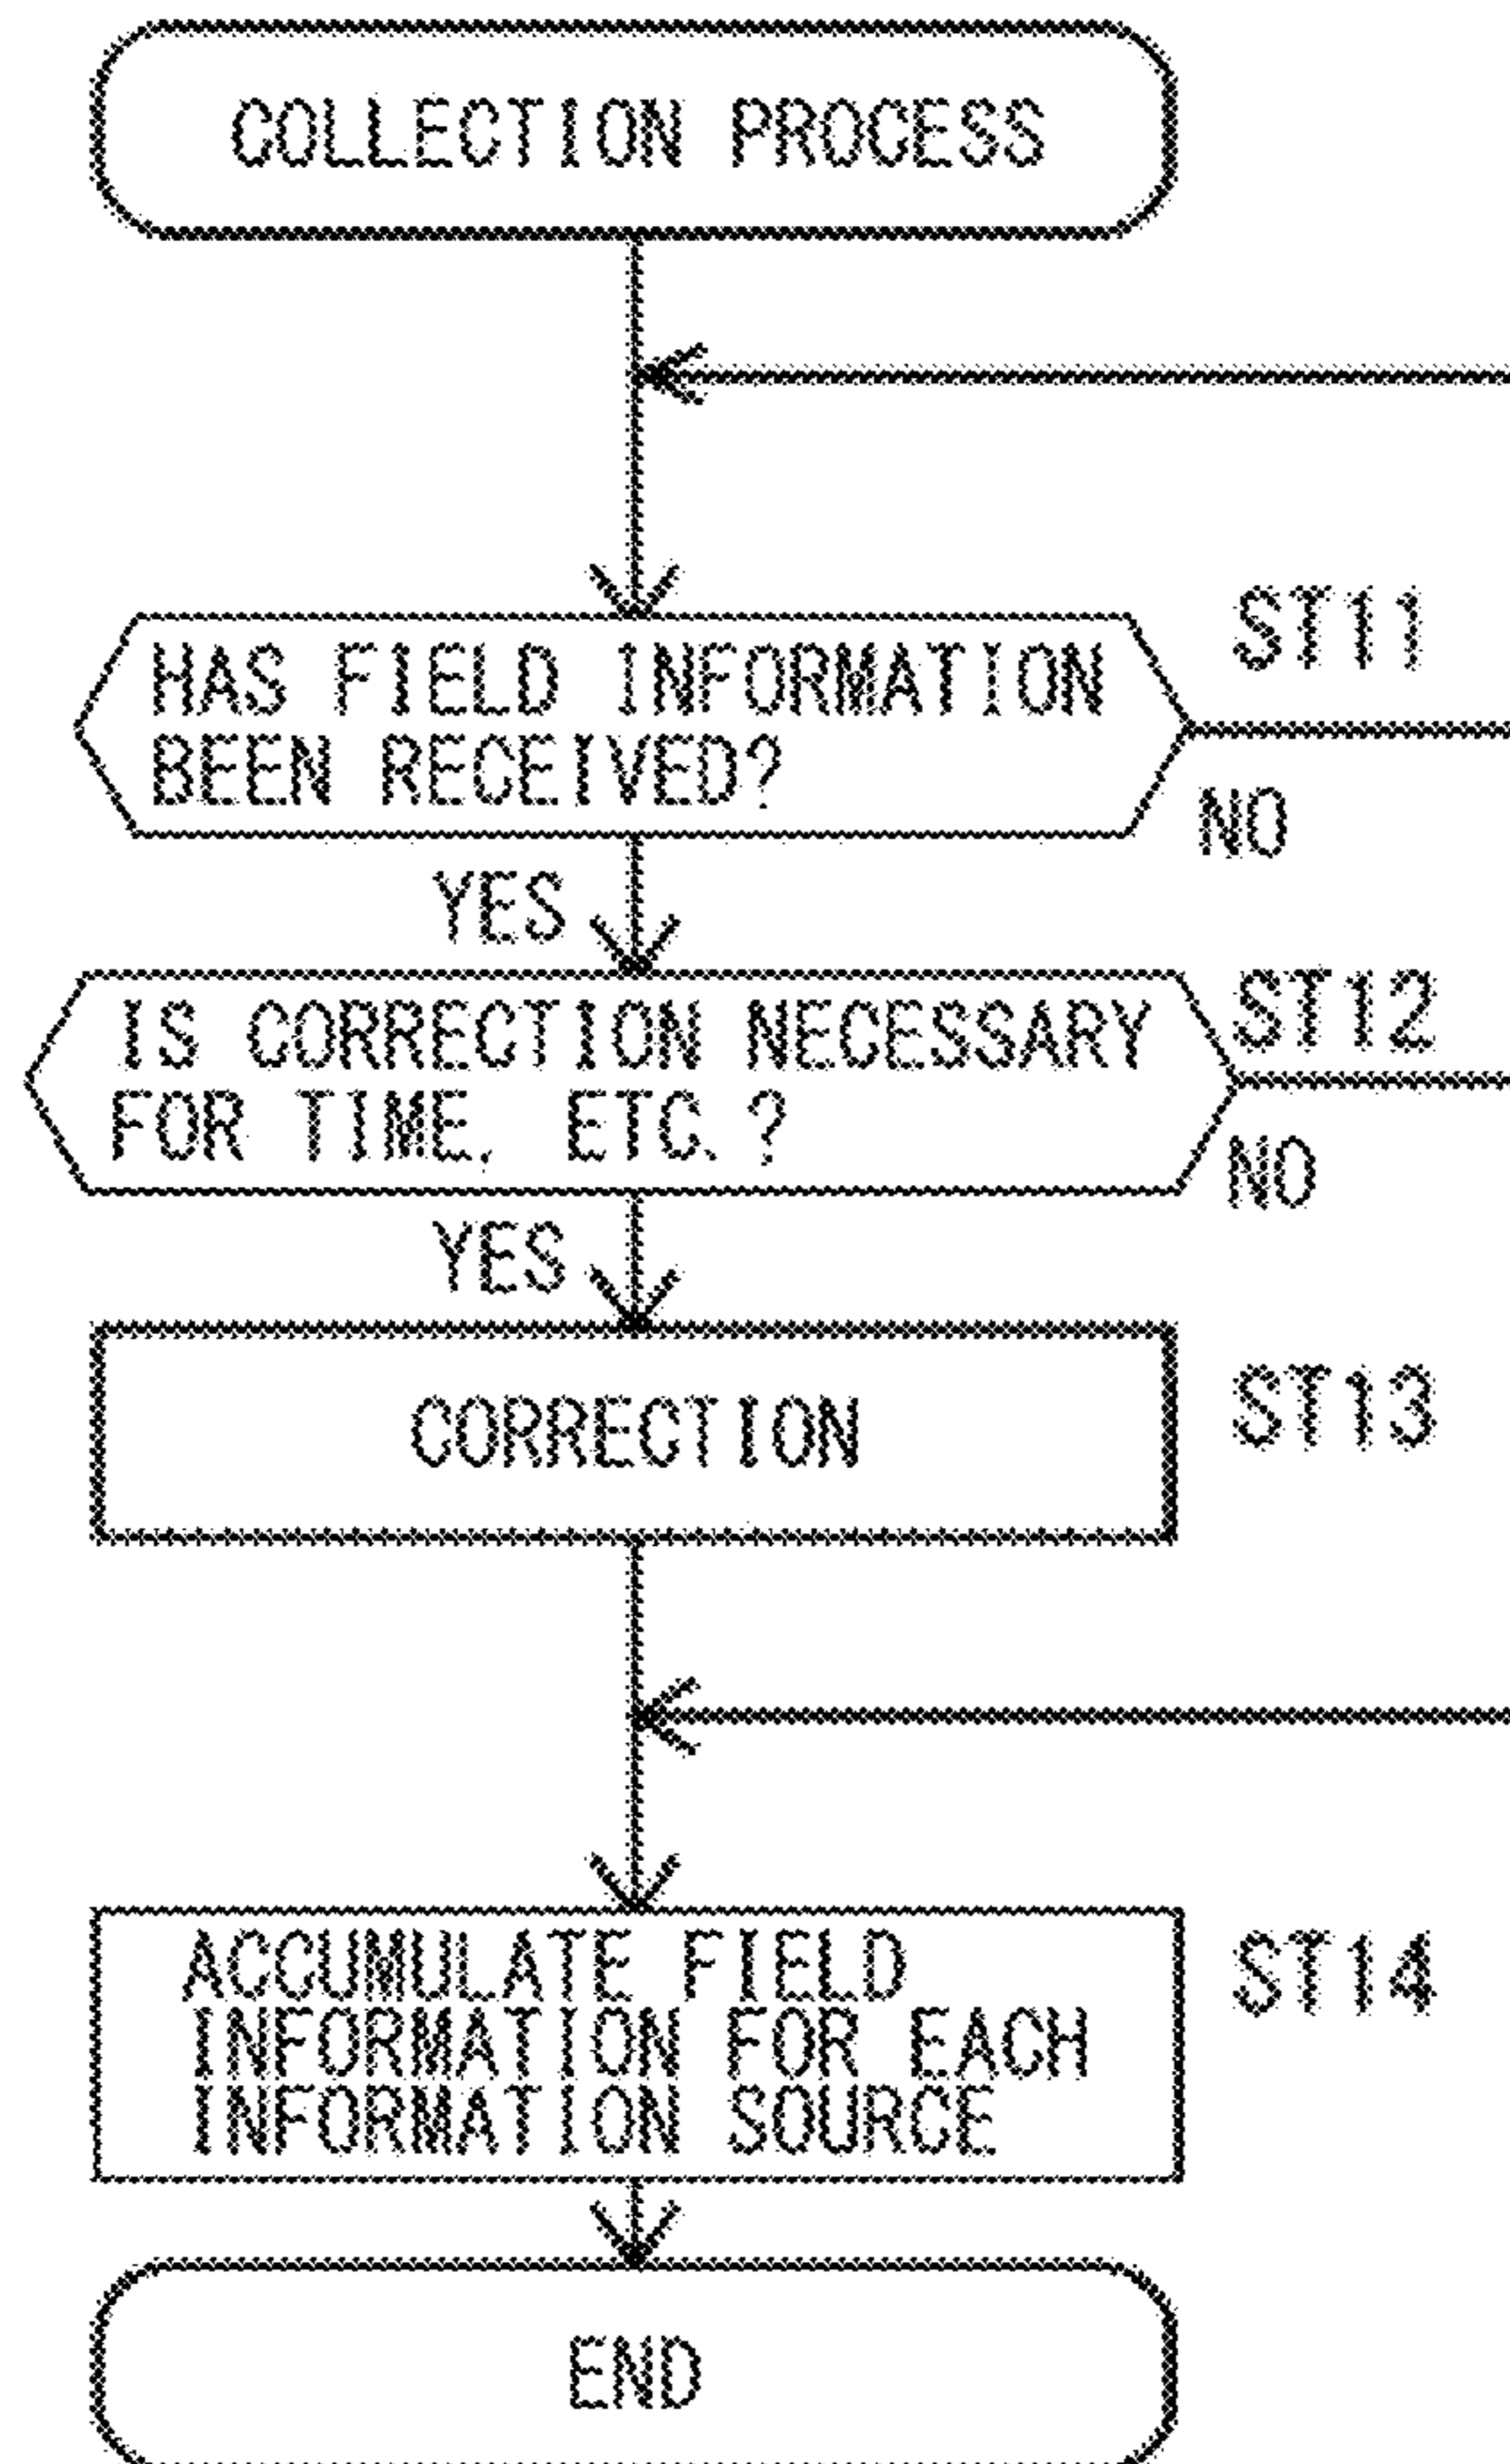 COLLECTION PROCESS
HAS FIELD INFORMATION
BEEN RECEIVED?
ST11
NO
YES
IS CORRECTION NECESSARY
FOR TIME, ETC.?
ST12
NO
YES
CORRECTION
ST13
ACCUMULATE FIELD
INFORMATION FOR EACH
INFORMATION SOURCE
ST14
END